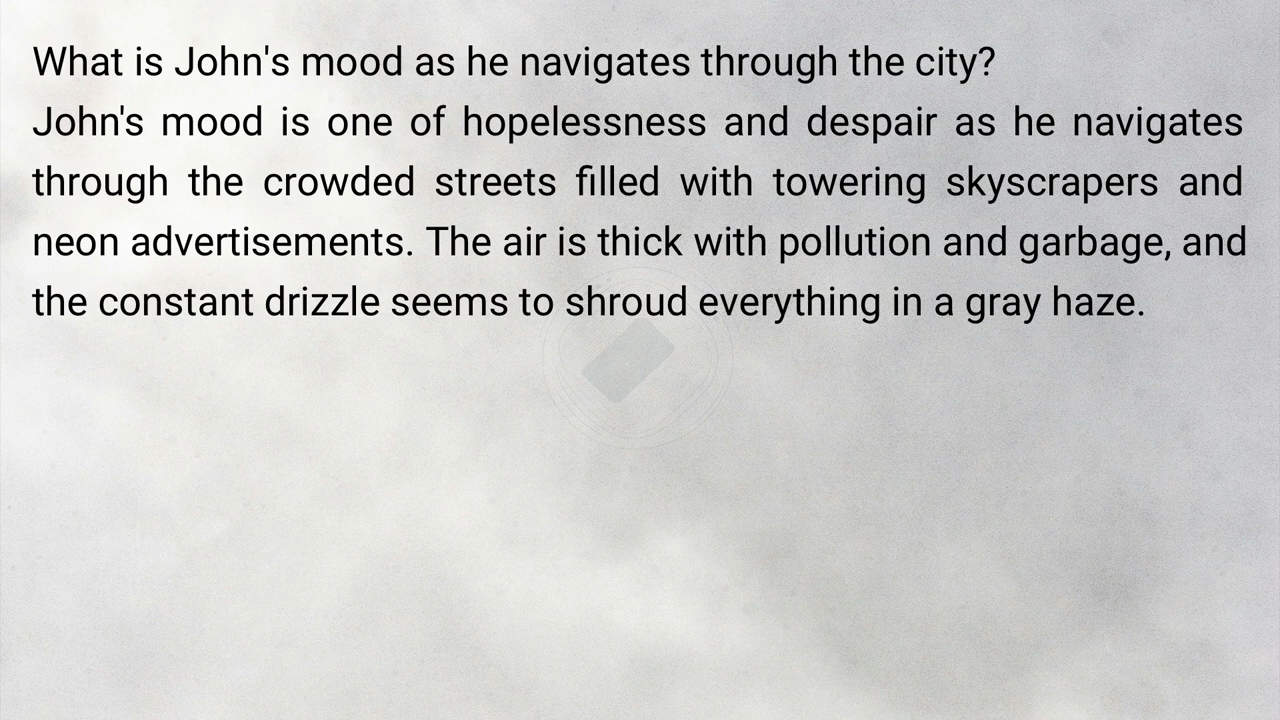 What is John's mood as he navigates through the city?
John's mood is one of hopelessness and despair as he navigates
through the crowded streets filled with towering skyscrapers and
neon advertisements. The air is thick with pollution and garbage, and
the constant drizzle seems to shroud everything in a gray haze.